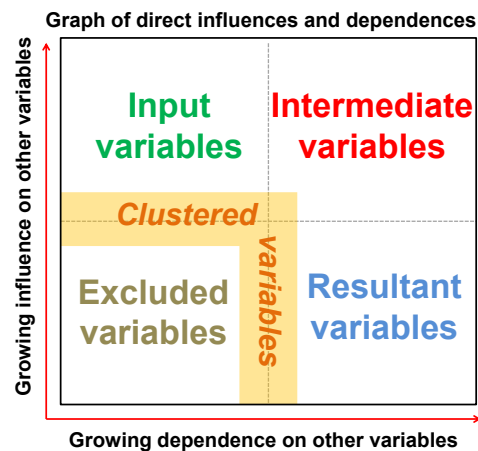 Graph of direct influences and dependences
Growing influence on other variables
Input
variables
Intermediate
variables
Clustered
variables
Excluded
variables
Resultant
variables
Growing dependence on other variables